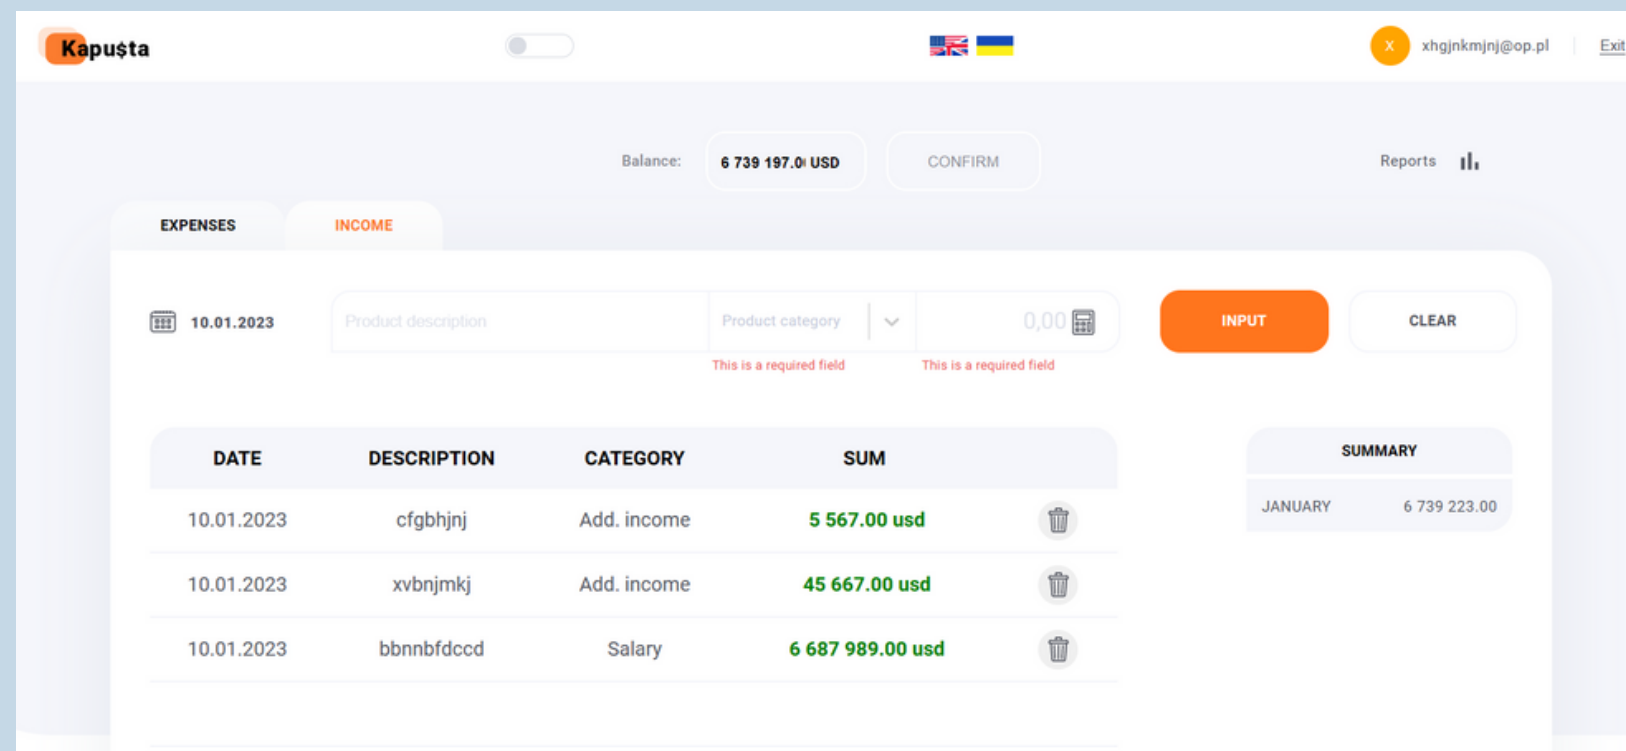 Kapu$ta
X xhgjnkmjnj@op.pl Exit
Balance: 6 739 197.0 USD CONFIRM Reports
EXPENSES INCOME
10.01.2023 Product description Product category 0,00 INPUT CLEAR
This is a required field This is a required field
DATE DESCRIPTION CATEGORY SUM SUMMARY
10.01.2023 cfgbhjnj Add. income 5 567.00 usd JANUARY 6 739 223.00
10.01.2023 xvbnjmkj Add. income 45 667.00 usd
10.01.2023 bbnnbfdccd Salary 6 687 989.00 usd